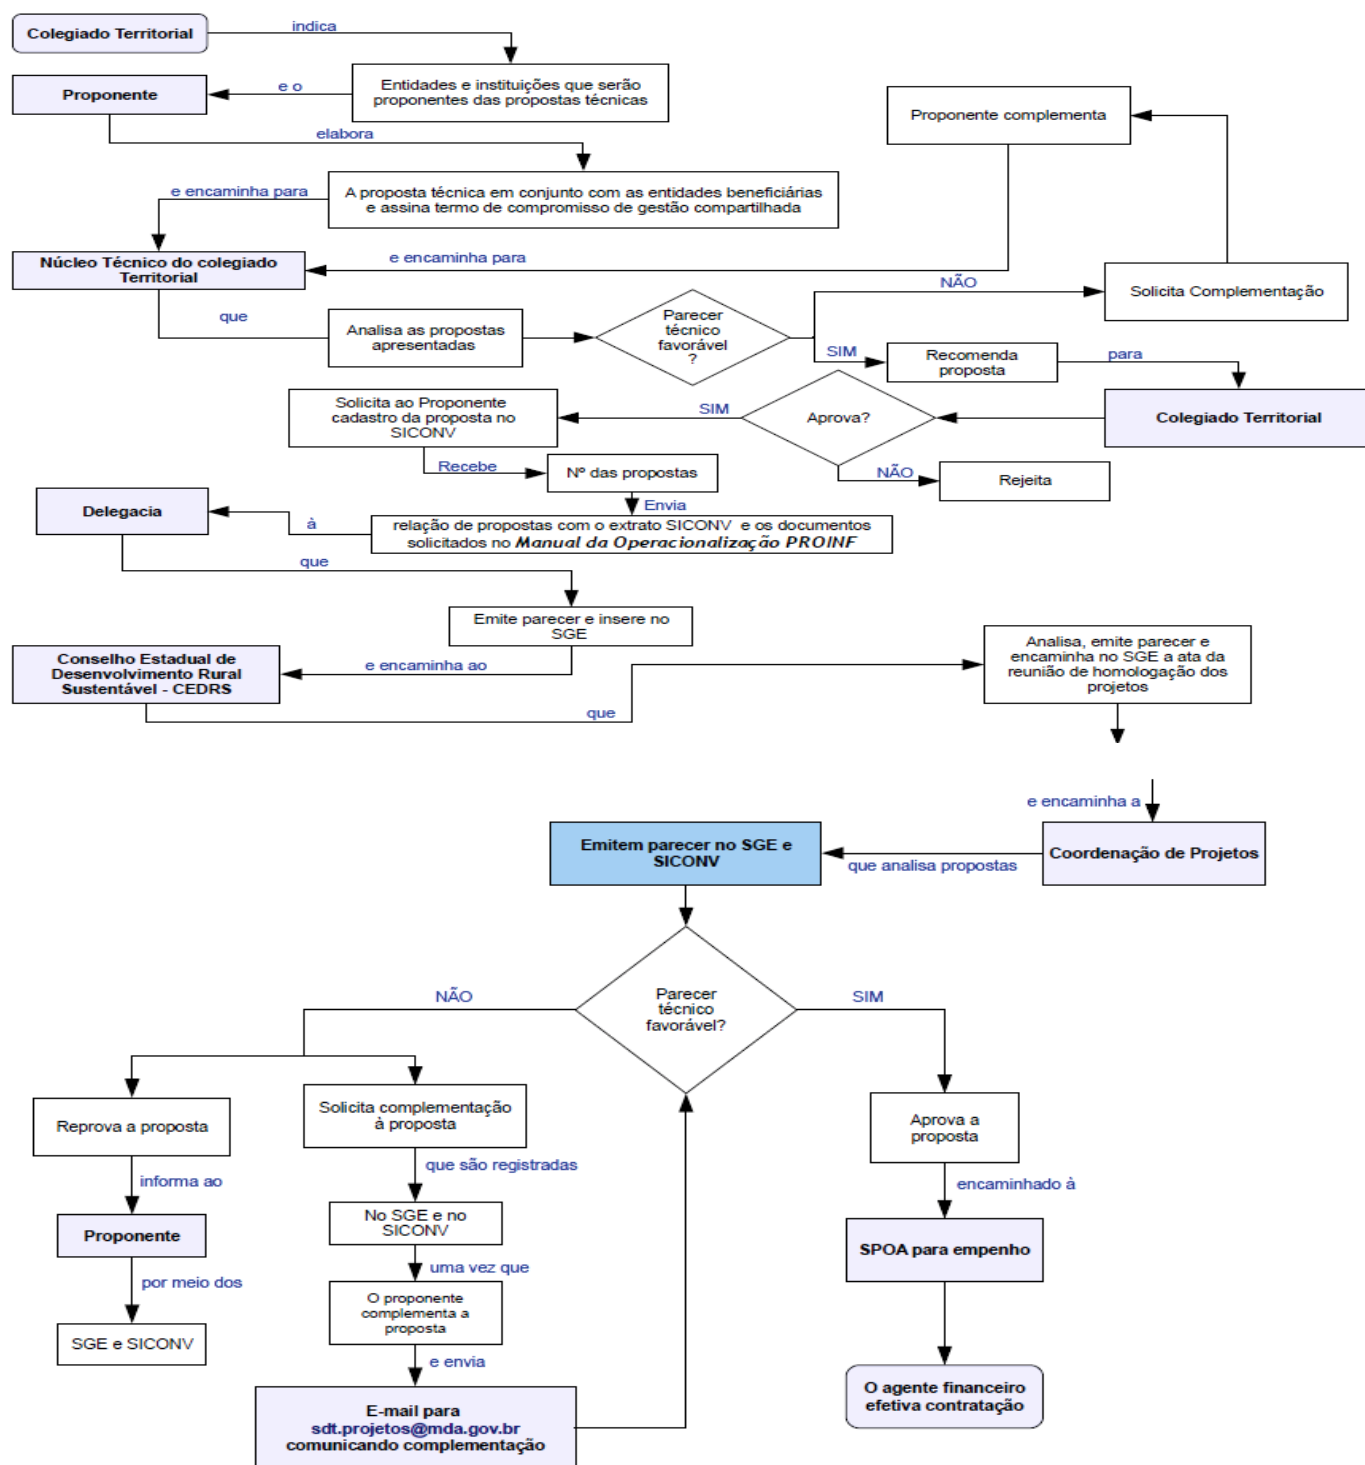 Colegiado Territorial
indica
Entidades e instituições que serão
proponentes das propostas técnicas
e o
Proponente
elabora
A proposta técnica em conjunto com as entidades beneficiárias
e assina termo de compromisso de gestão compartilhada
e encaminha para
Núcleo Técnico do colegiado
Territorial
que
Analisa as propostas
apresentadas
Parecer
técnico
favorável
?
NÃO
Solicita Complementação
Proponente complementa
e encaminha para
SIM
Recomenda
proposta
para
Colegiado Territorial
Aprova?
NÃO
Rejeita
SIM
Solicita ao Proponente
cadastro da proposta no
SICONV
Recebe
Nº das propostas
Envia
relação de propostas com o extrato SICONV e os documentos
solicitados no Manual da Operacionalização PROINF
à
Delegacia
que
Emite parecer e insere no
SGE
e encaminha ao
Conselho Estadual de
Desenvolvimento Rural
Sustentável - CEDRS
que
Analisa, emite parecer e
encaminha no SGE a ata da
reunião de homologação dos
projetos
e encaminha a
Coordenação de Projetos
que analisa propostas
Emitem parecer no SGE e
SICONV
Parecer
técnico
favorável?
NÃO
SIM
Reprova a proposta
informa ao
Proponente
por meio dos
SGE e SICONV
Solicita complementação
à proposta
que são registradas
No SGE e no
SICONV
uma vez que
O proponente
complementa a
proposta
e envia
E-mail para
sdt.projetos@mda.gov.br
comunicando complementação
Aprova a
proposta
encaminhado à
SPOA para empenho
O agente financeiro
efetiva contratação